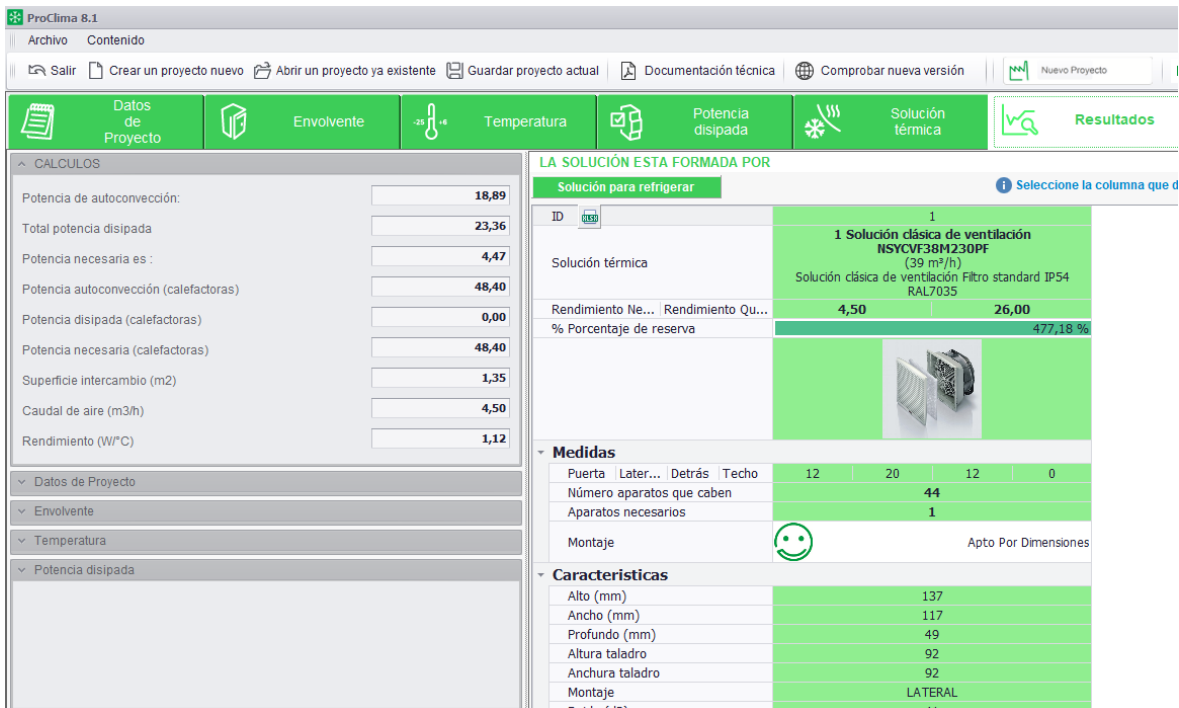 ProClima 8.1
Archivo Contenido
Salir Crear un proyecto nuevo Abrir un proyecto ya existente Guardar proyecto actual Documentación técnica Comprobar nueva versión Nuevo Proyecto
Datos de Proyecto
Envolvente
-25 +6 Temperatura
Potencia disipada
Solución térmica
Resultados
CALCULOS
Potencia de autoconvección: 18,89
Total potencia disipada 23,36
Potencia necesaria es : 4,47
Potencia autoconvección (calefactoras) 48,40
Potencia disipada (calefactoras) 0,00
Potencia necesaria (calefactoras) 48,40
Superficie intercambio (m2) 1,35
Caudal de aire (m3/h) 4,50
Rendimiento (W/°C) 1,12
Datos de Proyecto
Envolvente
Temperatura
Potencia disipada
LA SOLUCIÓN ESTA FORMADA POR
Solución para refrigerar
Seleccione la columna que d
ID XLSX 1
Solución térmica
1 Solución clásica de ventilación
NSYCVF38M230PF
(39 m³/h)
Solución clásica de ventilación Filtro standard IP54
RAL7035
Rendimiento Ne... Rendimiento Qu... 4,50 26,00
% Porcentaje de reserva 477,18 %
Medidas
Puerta Later... Detrás Techo 12 20 12 0
Número aparatos que caben 44
Aparatos necesarios 1
Montaje Apto Por Dimensiones
Caracteristicas
Alto (mm) 137
Ancho (mm) 117
Profundo (mm) 49
Altura taladro 92
Anchura taladro 92
Montaje LATERAL